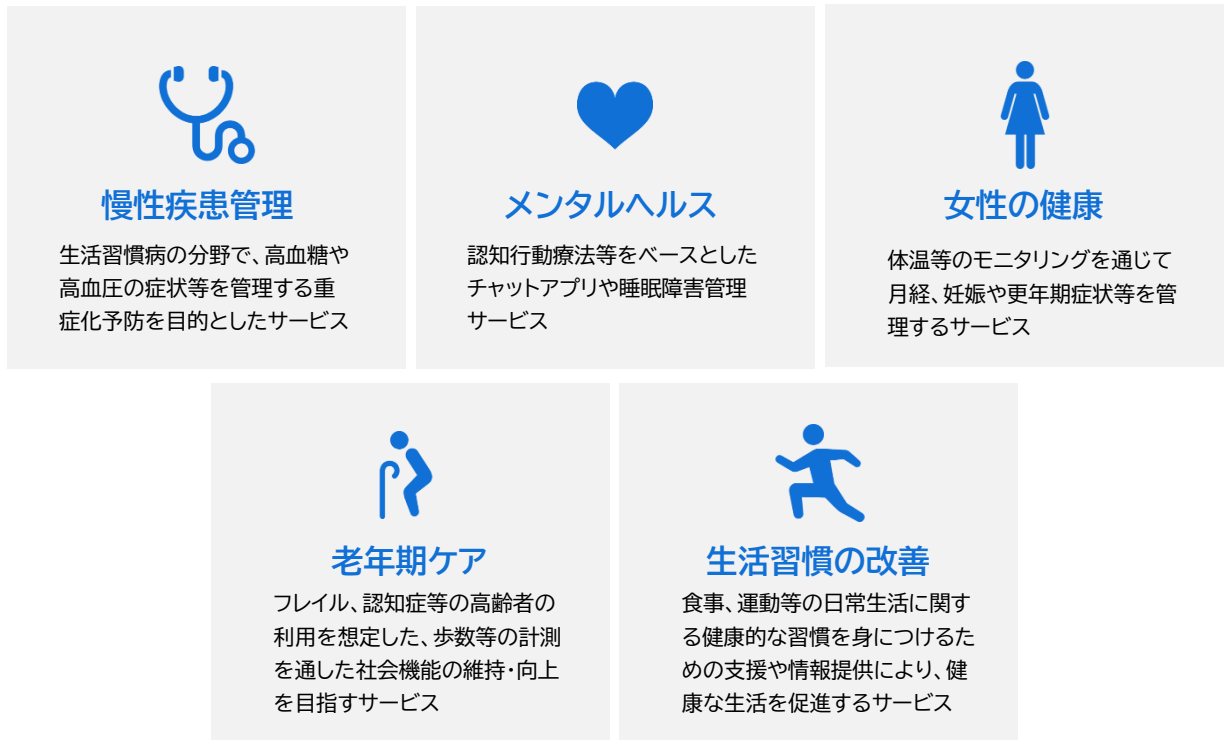 慢性疾患管理
生活習慣病の分野で、高血糖や
高血圧の症状等を管理する重
症化予防を目的としたサービス
メンタルヘルス
認知行動療法等をベースとした
チャットアプリや睡眠障害管理
サービス
女性の健康
体温等のモニタリングを通じて
月経、妊娠や更年期症状等を管
理するサービス
老年期ケア
フレイル、認知症等の高齢者の
利用を想定した、歩数等の計測
を通した社会機能の維持・向上
を目指すサービス
生活習慣の改善
食事、運動等の日常生活に関す
る健康的な習慣を身につけるた
めの支援や情報提供により、健
康な生活を促進するサービス